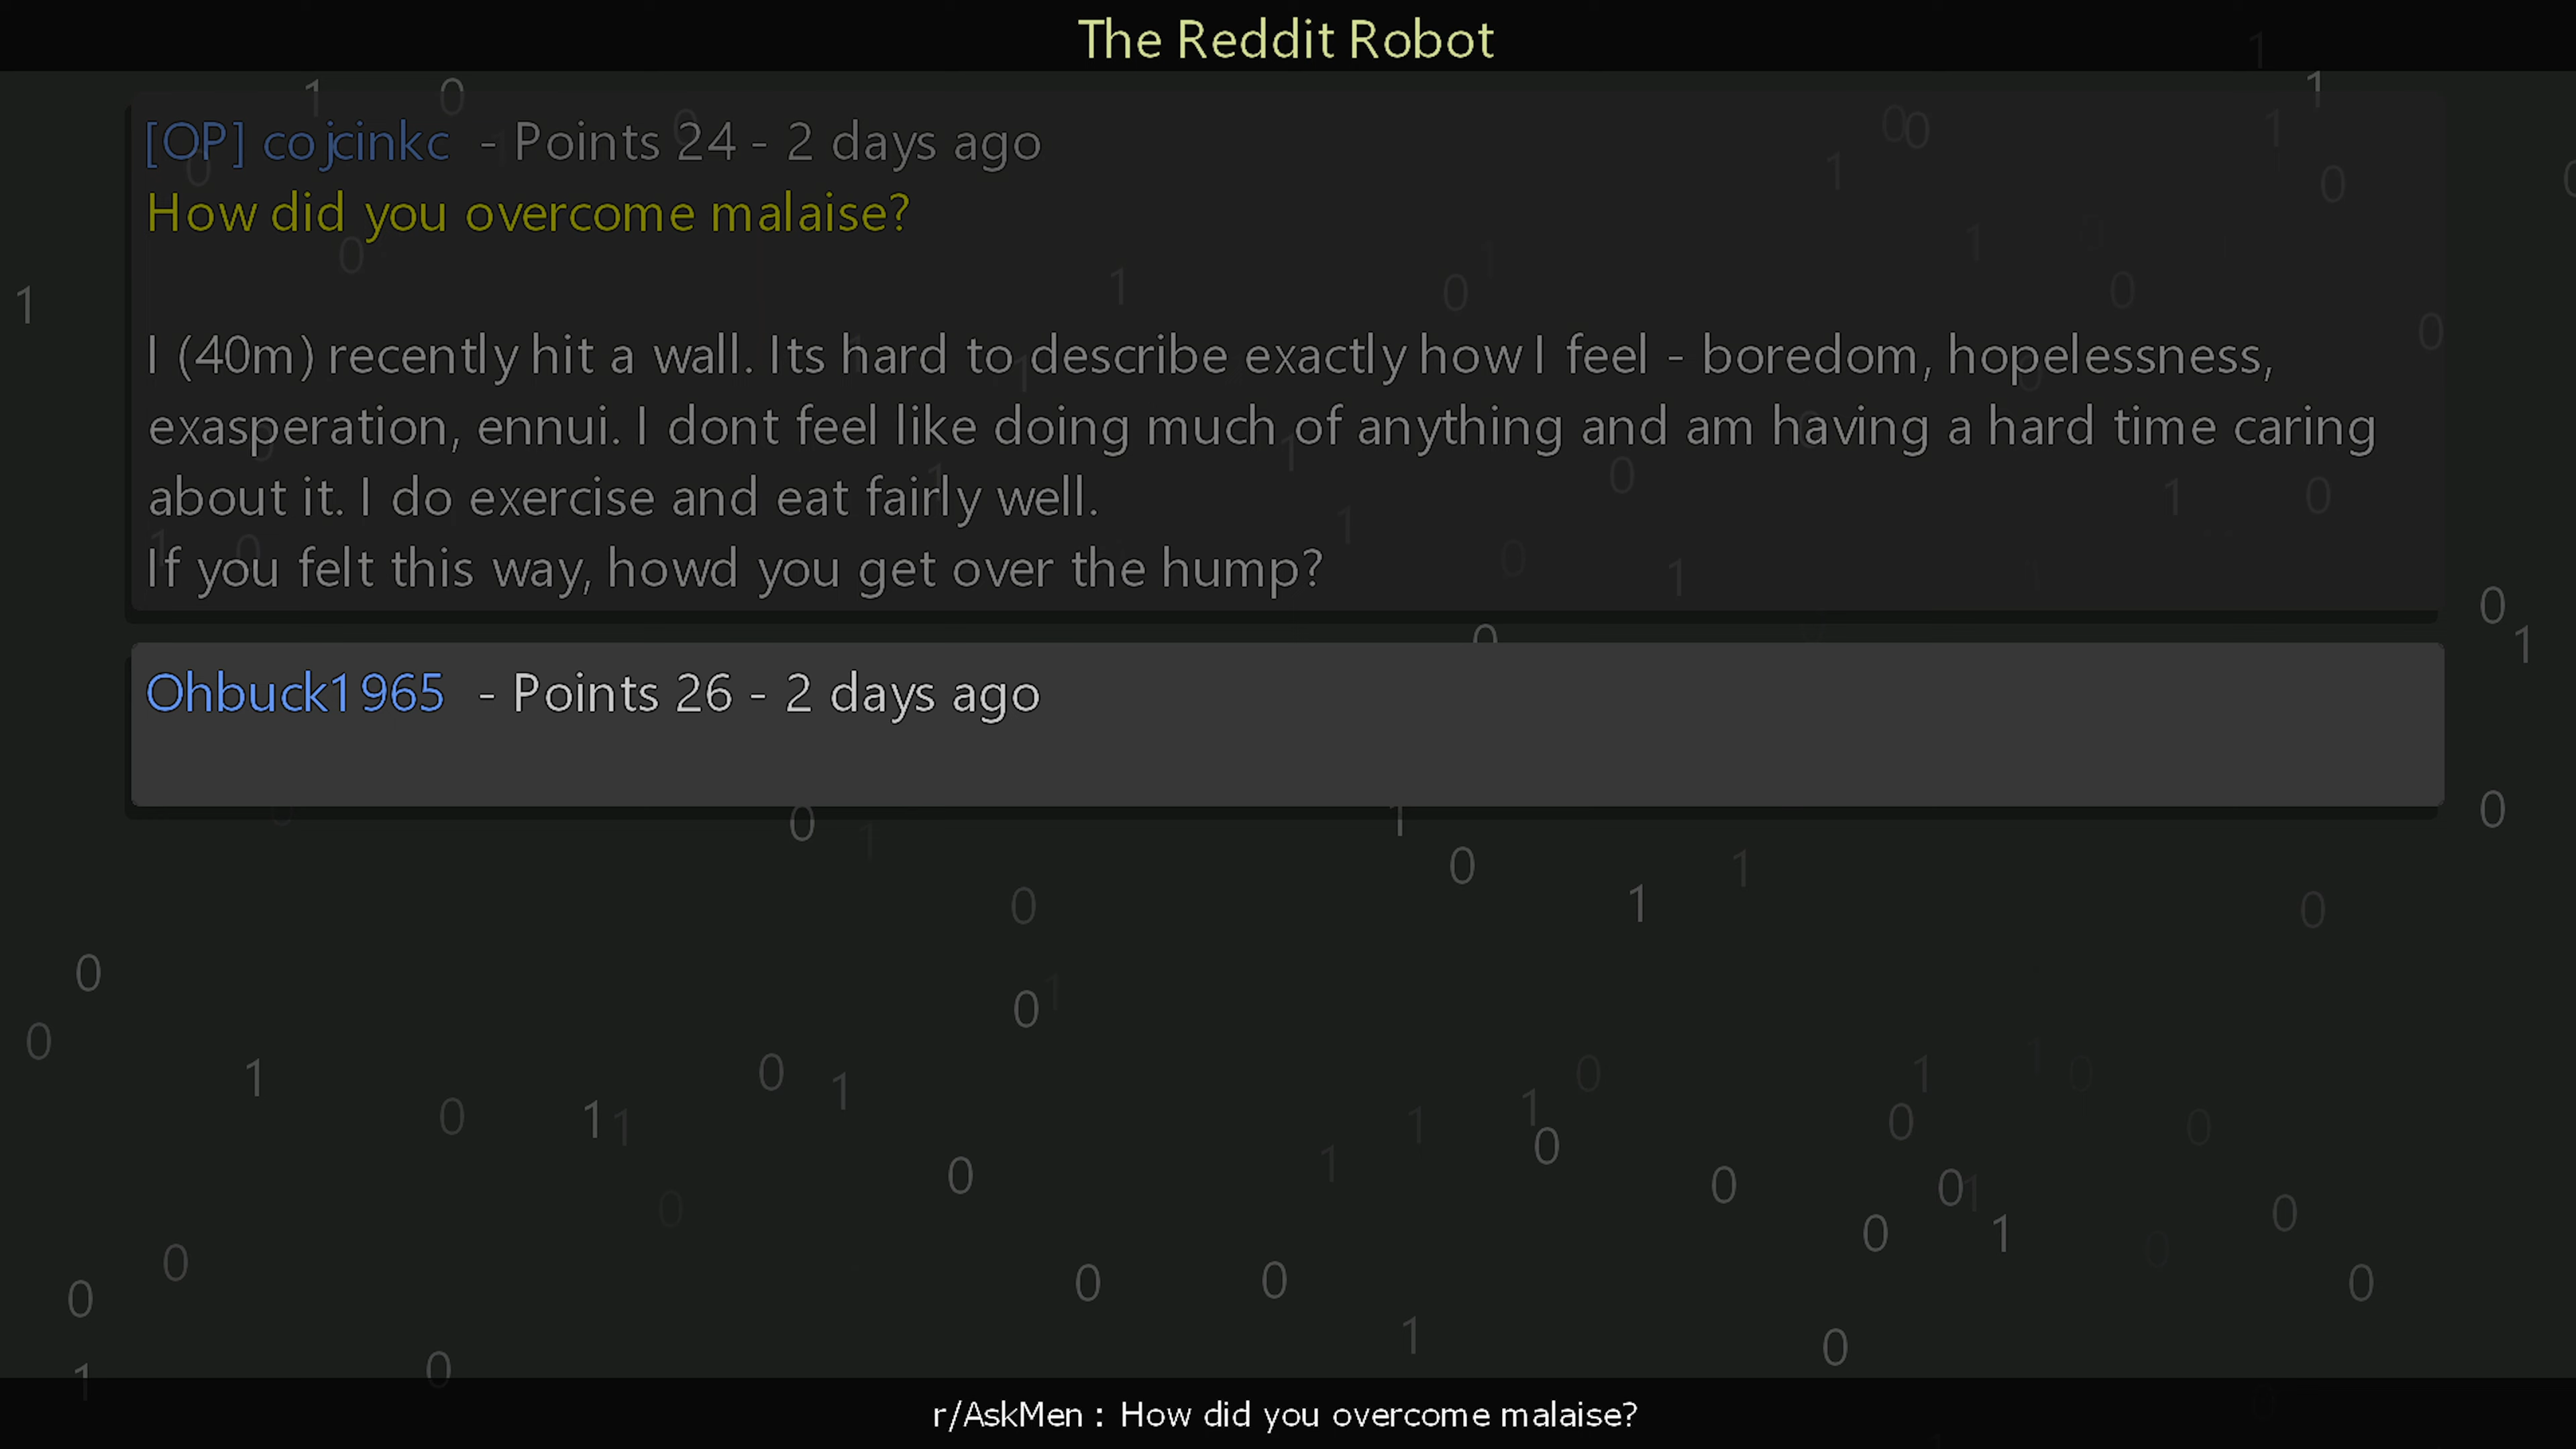 The Reddit Robot
[OP] cojcinkc - Points 24 - 2 days ago
How did you overcome malaise?
I (40m) recently hit a wall. Its hard to describe exactly how I feel - boredom, hopelessness,
exasperation, ennui. I dont feel like doing much of anything and am having a hard time caring
about it. I do exercise and eat fairly well.
If you felt this way, howd you get over the hump?
Ohbuck1965 - Points 26 - 2 days ago
r/AskMen : How did you overcome malaise?